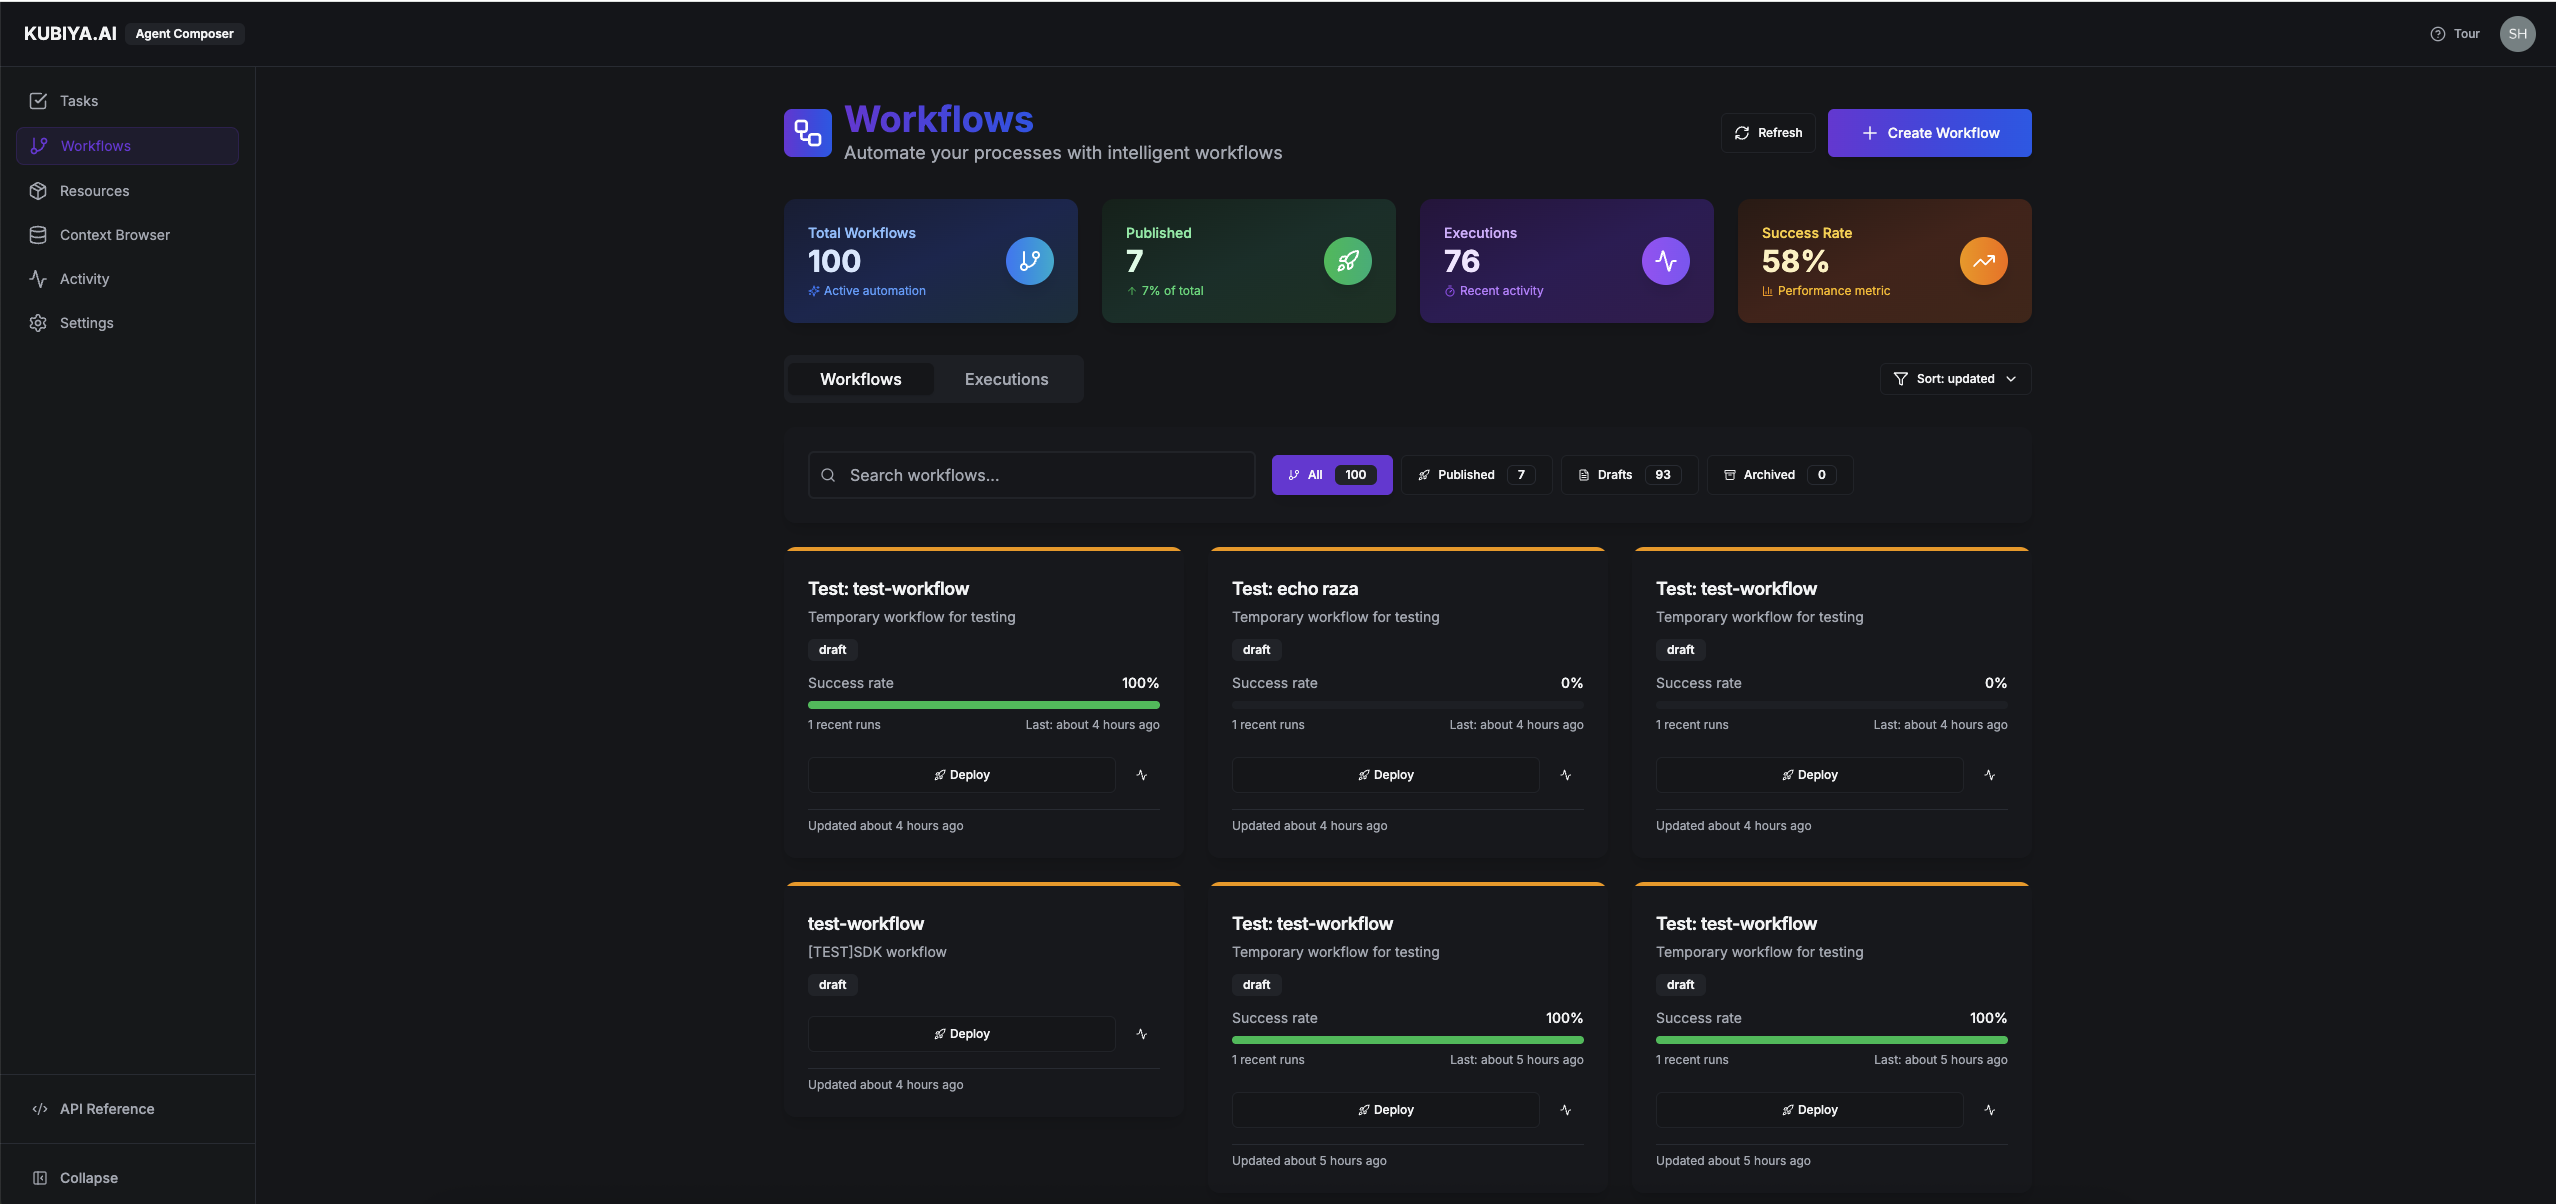 KUBIYA.AI Agent Composer
Tour SH
Tasks
Workflows
Resources
Context Browser
Activity
Settings
API Reference
Collapse
Workflows
Automate your processes with intelligent workflows
Refresh
Create Workflow
Total Workflows
100
Active automation
Published
7
7% of total
Executions
76
Recent activity
Success Rate
58%
Performance metric
Workflows Executions
Sort: updated
Search workflows...
All 100
Published 7
Drafts 93
Archived 0
Test: test-workflow
Temporary workflow for testing
draft
Success rate 100%
1 recent runs Last: about 4 hours ago
Deploy
Updated about 4 hours ago
Test: echo raza
Temporary workflow for testing
draft
Success rate 0%
1 recent runs Last: about 4 hours ago
Deploy
Updated about 4 hours ago
Test: test-workflow
Temporary workflow for testing
draft
Success rate 0%
1 recent runs Last: about 4 hours ago
Deploy
Updated about 4 hours ago
test-workflow
[TEST]SDK workflow
draft
Deploy
Updated about 4 hours ago
Test: test-workflow
Temporary workflow for testing
draft
Success rate 100%
1 recent runs Last: about 5 hours ago
Deploy
Updated about 5 hours ago
Test: test-workflow
Temporary workflow for testing
draft
Success rate 100%
1 recent runs Last: about 5 hours ago
Deploy
Updated about 5 hours ago